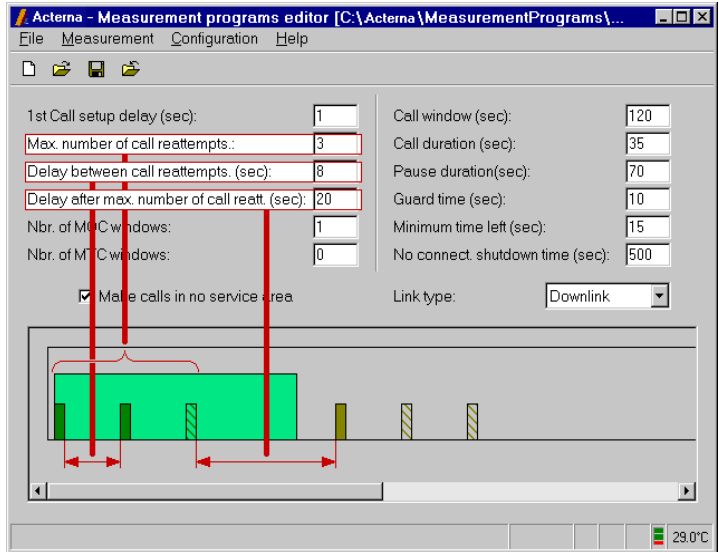 Acterna - Measurement programs editor [C:\Acterna\MeasurementPrograms\...
File Measurement Configuration Help
1st Call setup delay (sec): 1
Max. number of call reattempts.: 3
Delay between call reattempts. (sec): 8
Delay after max. number of call reatt. (sec): 20
Nbr. of MOC windows: 1
Nbr. of MTC windows: 0
Make calls in no service area
Call window (sec): 120
Call duration (sec): 35
Pause duration(sec): 70
Guard time (sec): 10
Minimum time left (sec): 15
No connect. shutdown time (sec): 500
Link type: Downlink
29.0°C